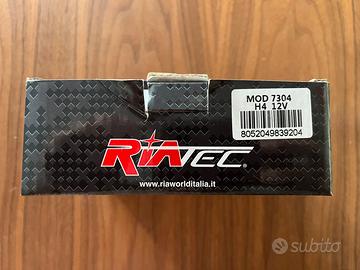 MOD 7304
H4 12V
8052049839204
RIATEC®
www.riaworlditalia.it
subito